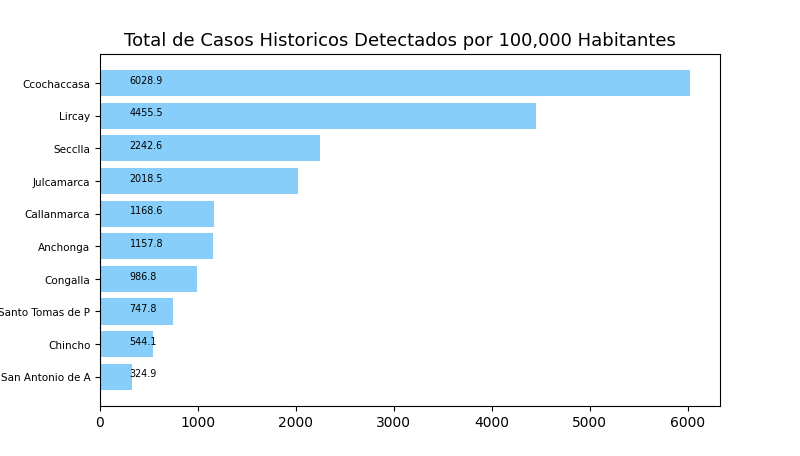 Total de Casos Historicos Detectados por 100,000 Habitantes
Ccochaccasa 6028.9
Lircay 4455.5
Secclla 2242.6
Julcamarca 2018.5
Callanmarca 1168.6
Anchonga 1157.8
Congalla 986.8
Santo Tomas de P 747.8
Chincho 544.1
San Antonio de A 324.9
0 1000 2000 3000 4000 5000 6000